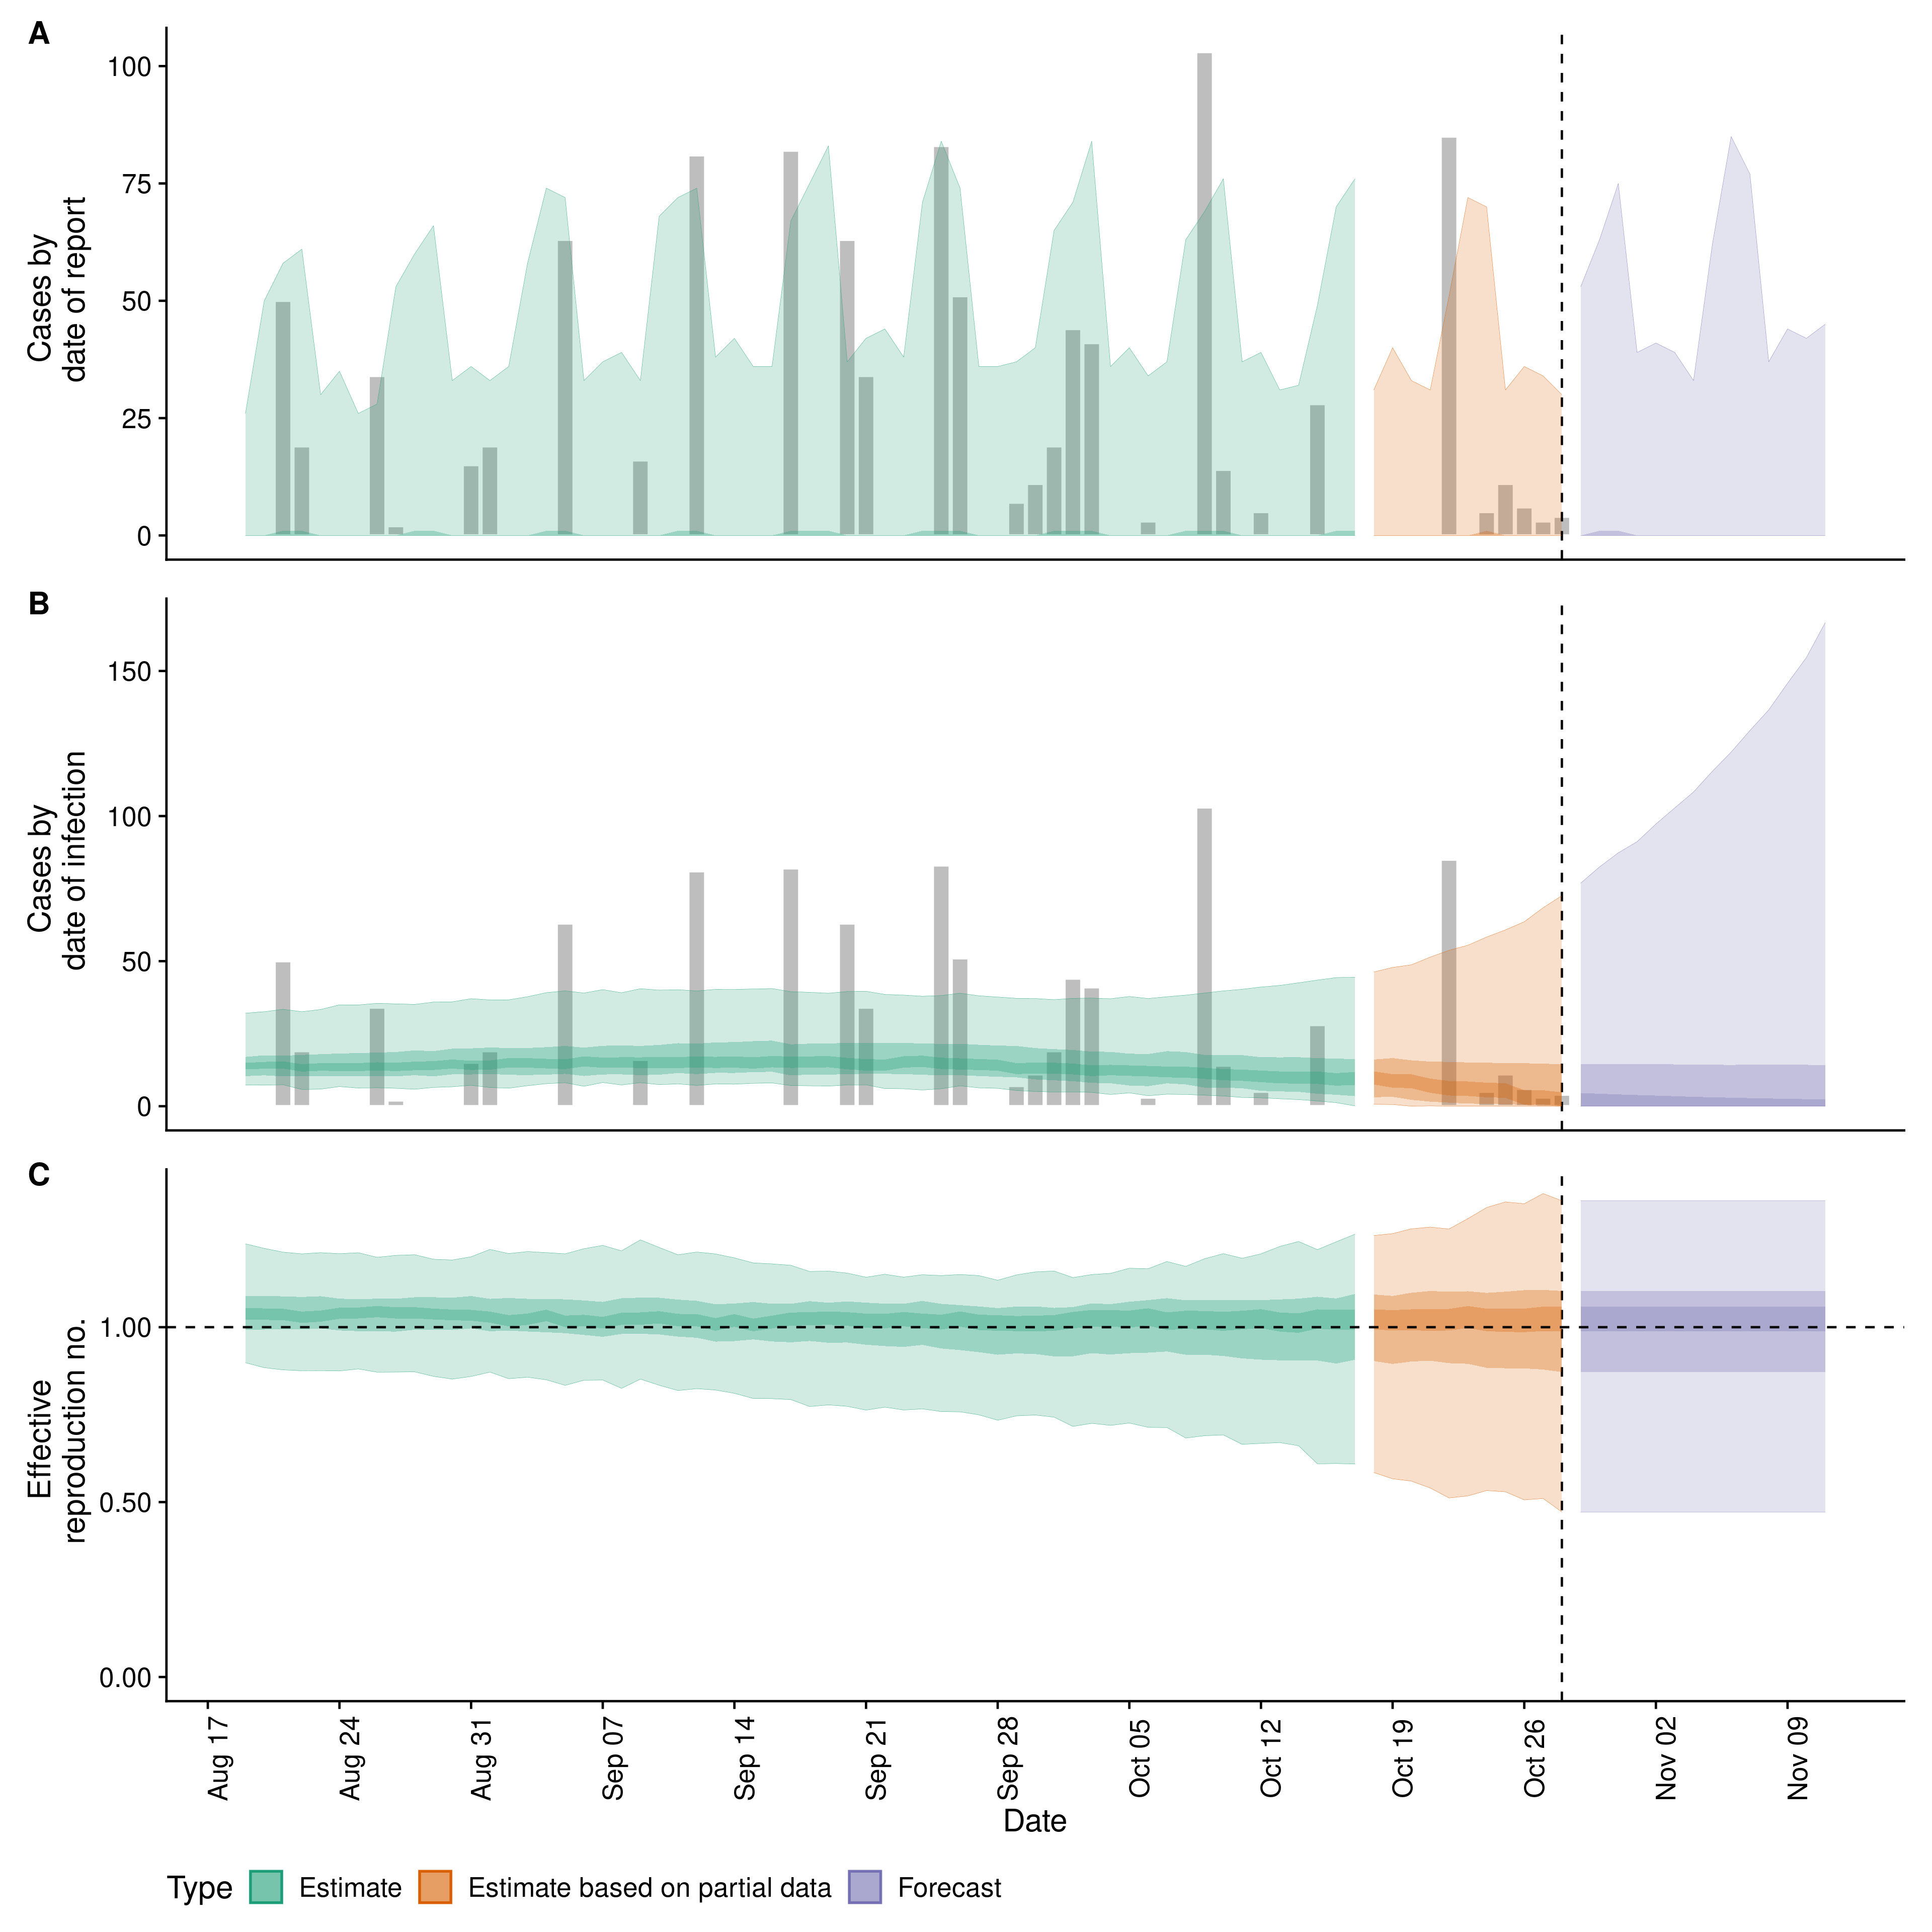 A
Cases by
date of report
100
75
50
25
0
B
Cases by
date of infection
150
100
50
0
C
Effective
reproduction no.
1.00
0.50
0.00
Aug 17
Aug 24
Aug 31
Sep 07
Sep 14
Sep 21
Sep 28
Oct 05
Oct 12
Oct 19
Oct 26
Nov 02
Nov 09
Date
Type Estimate Estimate based on partial data Forecast